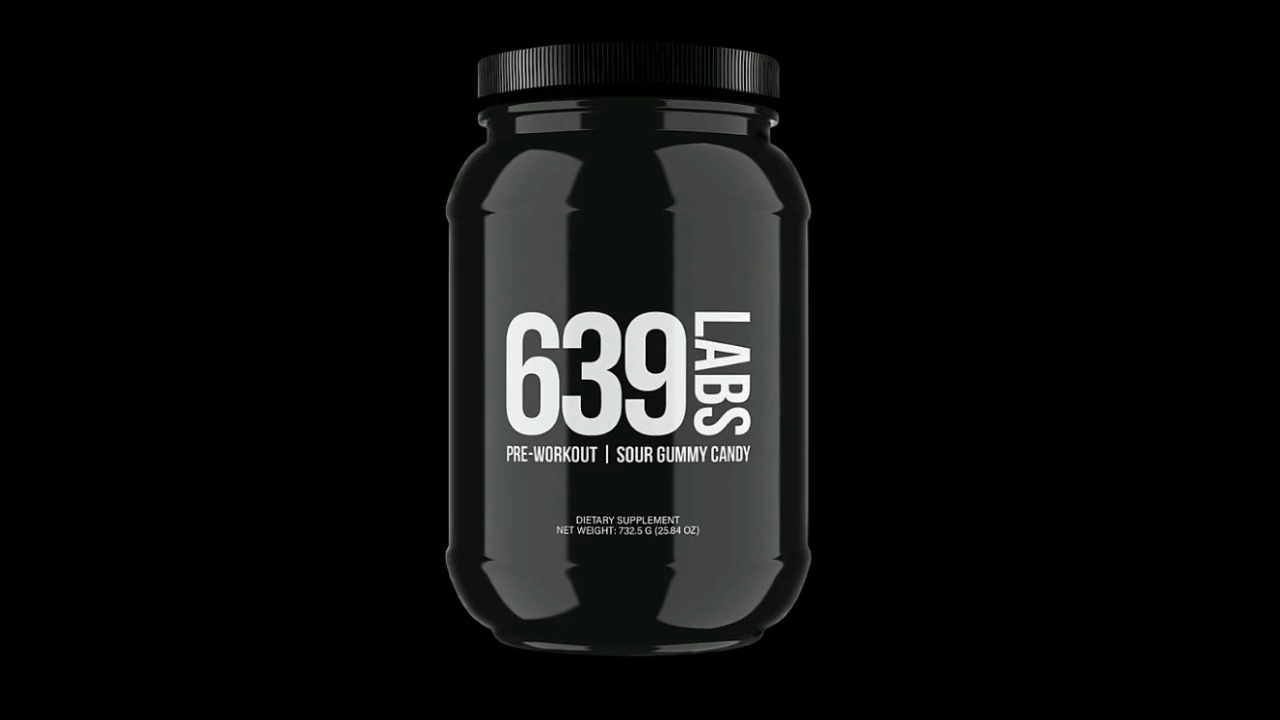 639 LABS
PRE-WORKOUT | SOUR GUMMY CANDY
DIETARY SUPPLEMENT
NET WEIGHT: 732.5 G (25.84 OZ)